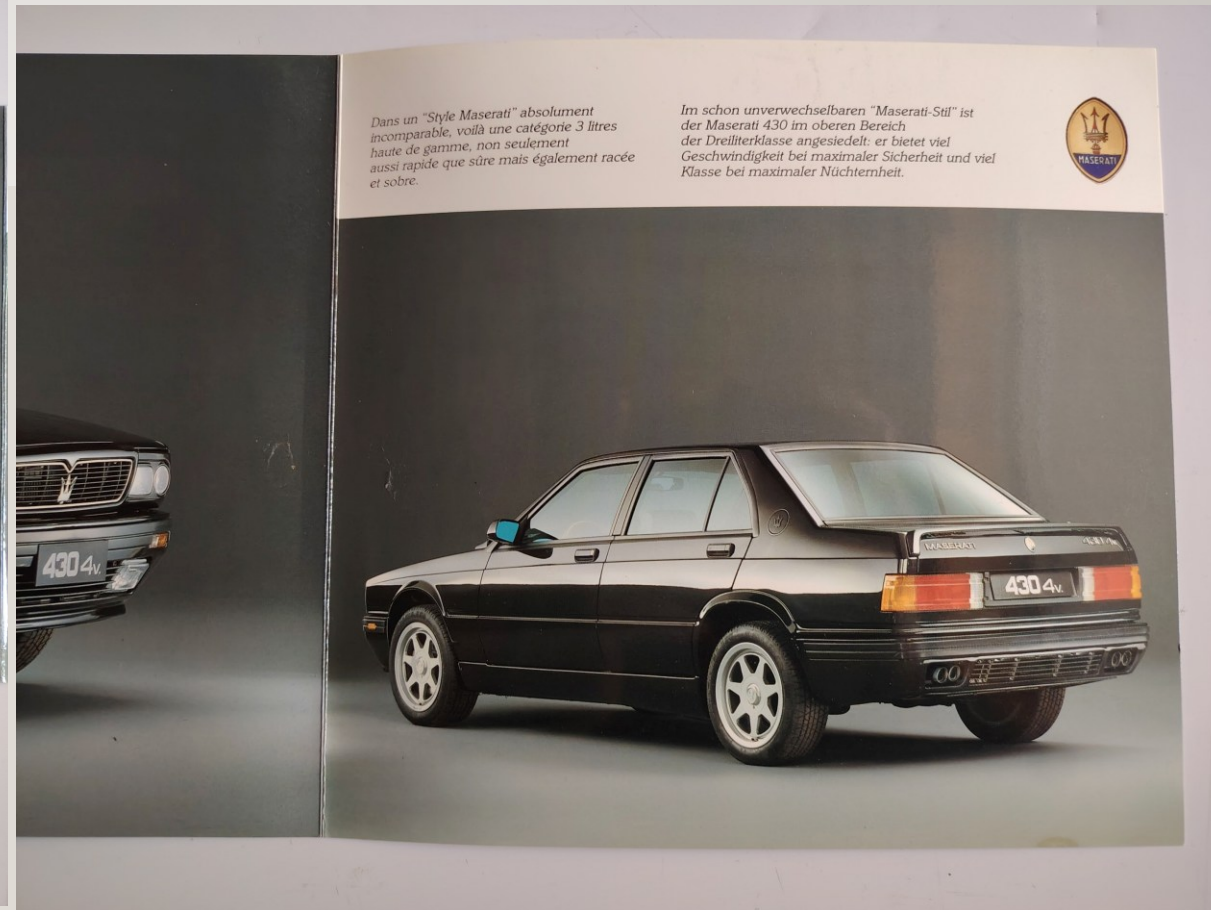 Dans un "Style Maserati" absolument
incomparable, voilà une catégorie 3 litres
haute de gamme, non seulement
aussi rapide que sûre mais également racée
et sobre.
Im schon unverwechselbaren "Maserati-Stil" ist
der Maserati 430 im oberen Bereich
der Dreiliterklasse angesiedelt: er bietet viel
Geschwindigkeit bei maximaler Sicherheit und viel
Klasse bei maximaler Nüchternheit.
MASERATI
430 4v.
MASERATI
430 4v.